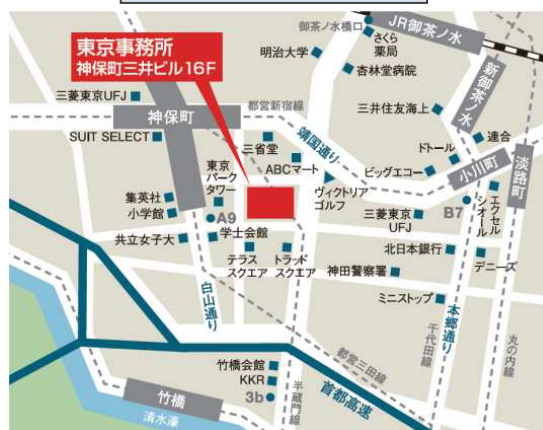 東京事務所
神保町三井ビル16F
御茶ノ水橋口
JR御茶ノ水
さくら
薬局
明治大学
杏林堂病院
新御茶ノ水
三菱東京UFJ
神保町
都営新宿線
靖国通り
三井住友海上
SUIT SELECT
三省堂
ABCマート
ドトール
連合
小川町
淡路町
ビッグエコー
東京
パーク
タワー
集英社
小学館
ヴィクトリア
ゴルフ
三菱東京
UFJ
B7
エクセル
シオール
A9
共立女子大
学士会館
テラス
スクエア
トラッド
スクエア
北日本銀行
デニーズ
神田警察署
白山通り
ミニストップ
本郷通り
千代田線
丸の内線
都営三田線
竹橋会館
KKR
3b
半蔵門線
首都高速
竹橋
清水濠